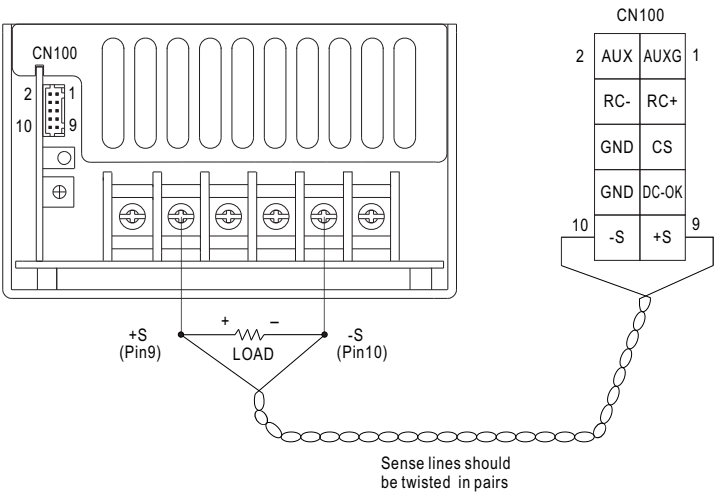 CN100
2 1
10 9
CN100
2 AUX AUXG 1
RC- RC+
GND CS
GND DC-OK
10 -S +S 9
+ –
+S
(Pin9)
LOAD
-S
(Pin10)
Sense lines should
be twisted in pairs